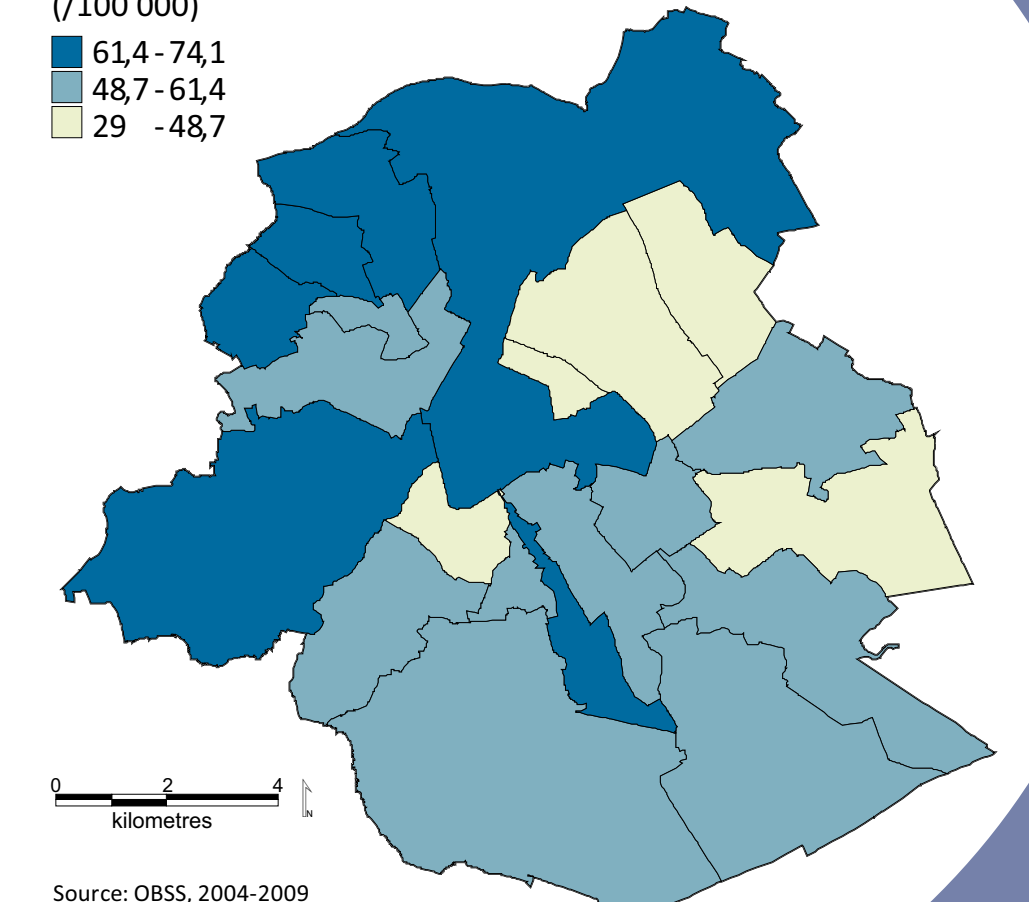 (/100 000)
61,4 - 74,1
48,7 - 61,4
29 - 48,7
0 2 4
kilometres
N
Source: OBSS, 2004-2009